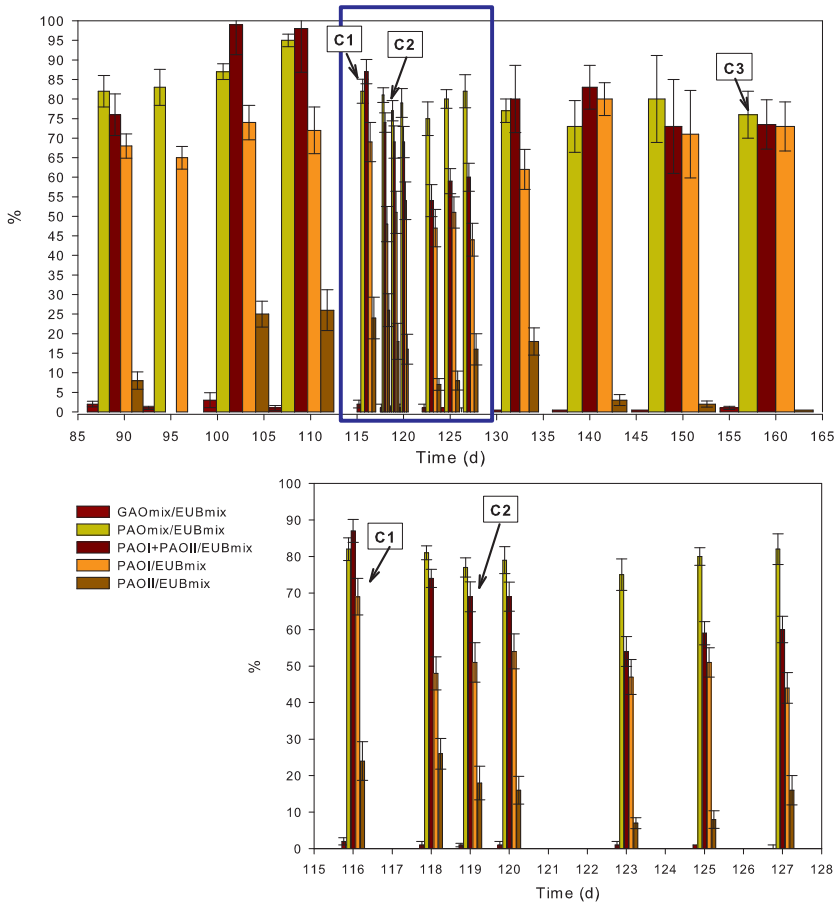 100
95
90
85
80
75
70
65
60
55
50
45
40
35
30
25
20
15
10
5
0
%
C1
C2
C3
85 90 95 100 105 110 115 120 125 130 135 140 145 150 155 160 165
Time (d)
GAOmix/EUBmix
PAOmix/EUBmix
PAOI+PAOII/EUBmix
PAOI/EUBmix
PAOII/EUBmix
100
90
80
70
60
50
40
30
20
10
0
%
C1
C2
115 116 117 118 119 120 121 122 123 124 125 126 127 128
Time (d)